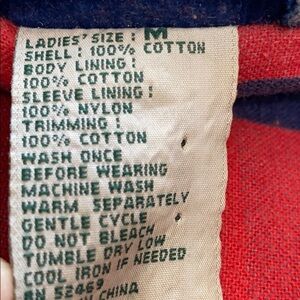 LADIES' SIZE : M
SHELL : 100% COTTON
BODY LINING :
100% COTTON
SLEEVE LINING :
100% NYLON
TRIMMING :
100% COTTON
WASH ONCE
BEFORE WEARING
MACHINE WASH
WARM SEPARATELY
GENTLE CYCLE
DO NOT BLEACH
TUMBLE DRY LOW
COOL IRON IF NEEDED
RN 52469
IN CHINA